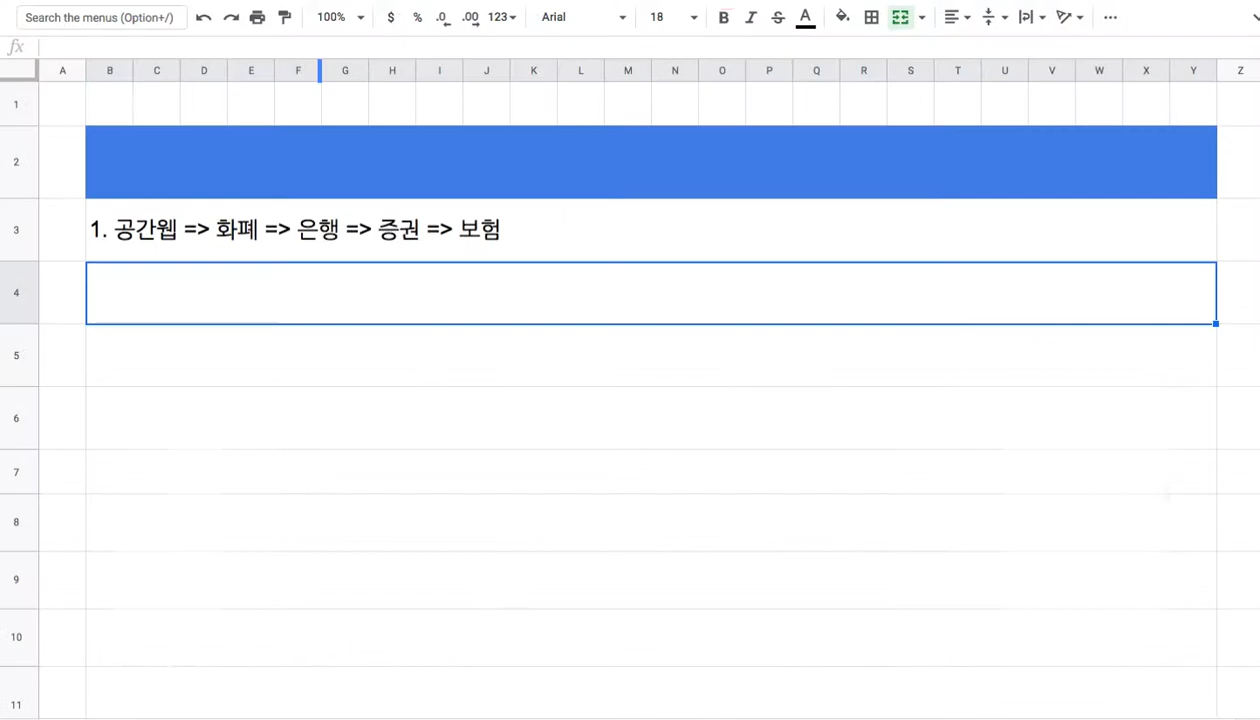 Search the menus (Option+/) 100% $ % .0 .00 123 Arial 18 B I S A
fx
A B C D E F G H I J K L M N O P Q R S T U V W X Y Z
1
2
3 1. 공간웹 => 화폐 => 은행 => 증권 => 보험
4
5
6
7
8
9
10
11